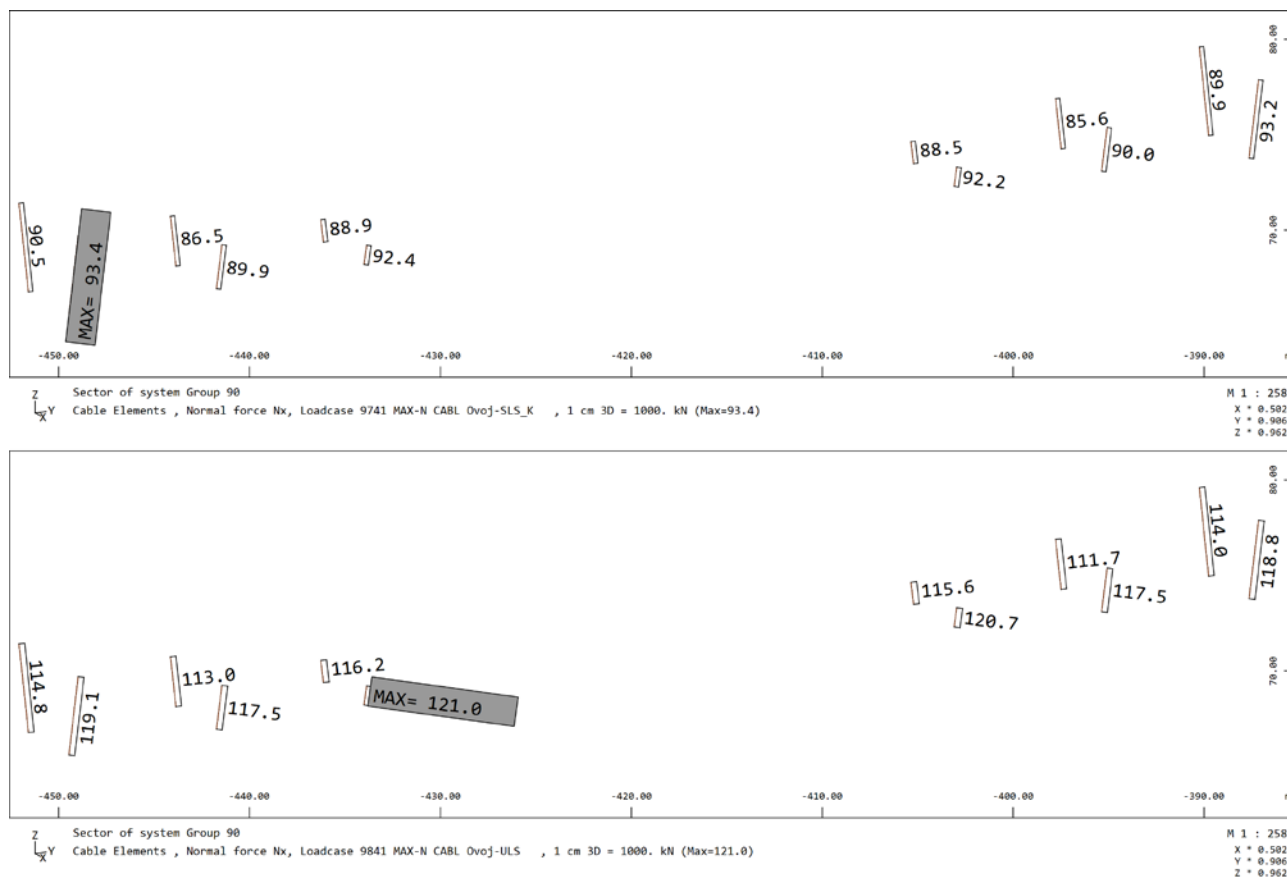 80.00
89.9
93.2
85.6
90.0
88.5
92.2
70.00
90.5
MAX= 93.4
86.5
89.9
88.9
92.4
-450.00 -440.00 -430.00 -420.00 -410.00 -400.00 -390.00 m
Z Y X Sector of system Group 90 M 1 : 258
Cable Elements , Normal force Nx, Loadcase 9741 MAX-N CABL Ovoj-SLS_K , 1 cm 3D = 1000. kN (Max=93.4)
X * 0.502
Y * 0.906
Z * 0.962
80.00
114.0
118.8
111.7
117.5
115.6
120.7
70.00
114.8
119.1
113.0
117.5
116.2
MAX= 121.0
-450.00 -440.00 -430.00 -420.00 -410.00 -400.00 -390.00 m
Z Y X Sector of system Group 90 M 1 : 258
Cable Elements , Normal force Nx, Loadcase 9841 MAX-N CABL Ovoj-ULS , 1 cm 3D = 1000. kN (Max=121.0)
X * 0.502
Y * 0.906
Z * 0.962